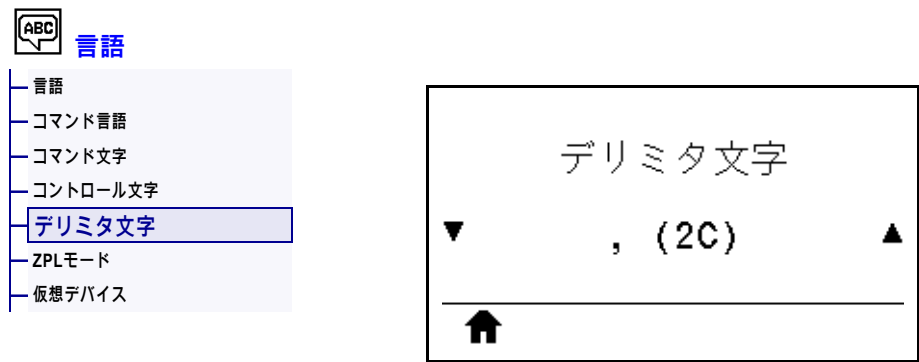 ABC
言語
言語
コマンド言語
コマンド文字
コントロール文字
デリミタ文字
ZPLモード
仮想デバイス
デリミタ文字
▼ , (2C) ▲